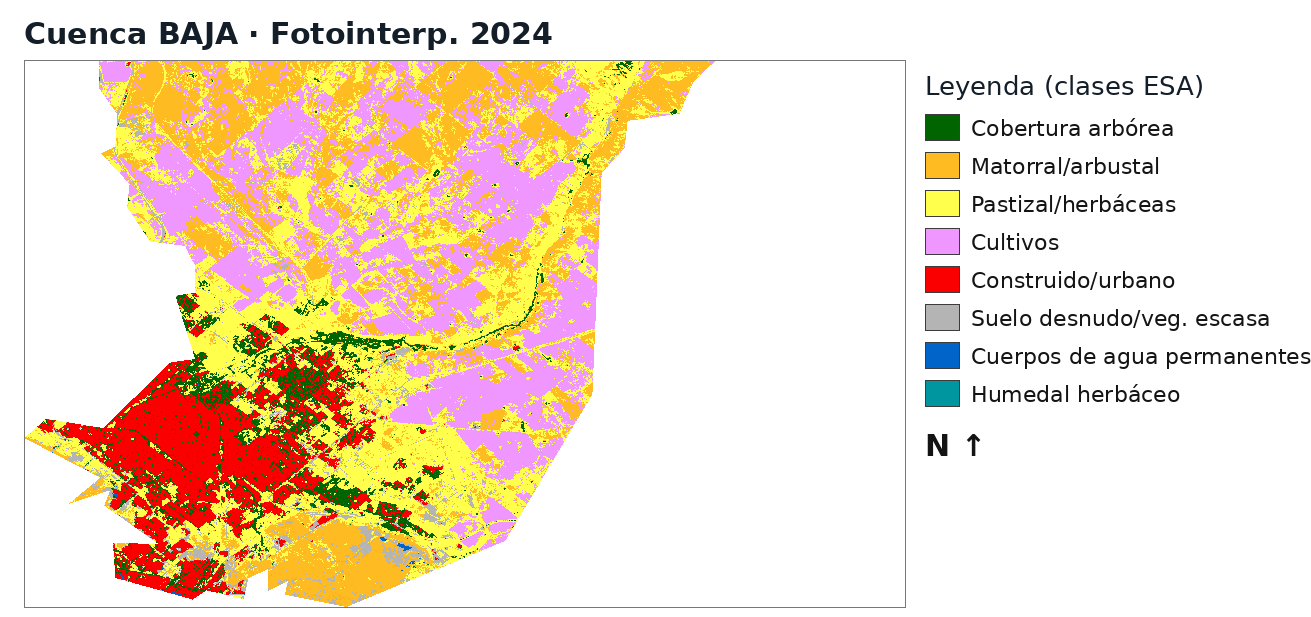 Cuenca BAJA · Fotointerp. 2024
Leyenda (clases ESA)
Cobertura arbórea
Matorral/arbustal
Pastizal/herbáceas
Cultivos
Construido/urbano
Suelo desnudo/veg. escasa
Cuerpos de agua permanentes
Humedal herbáceo
N ↑